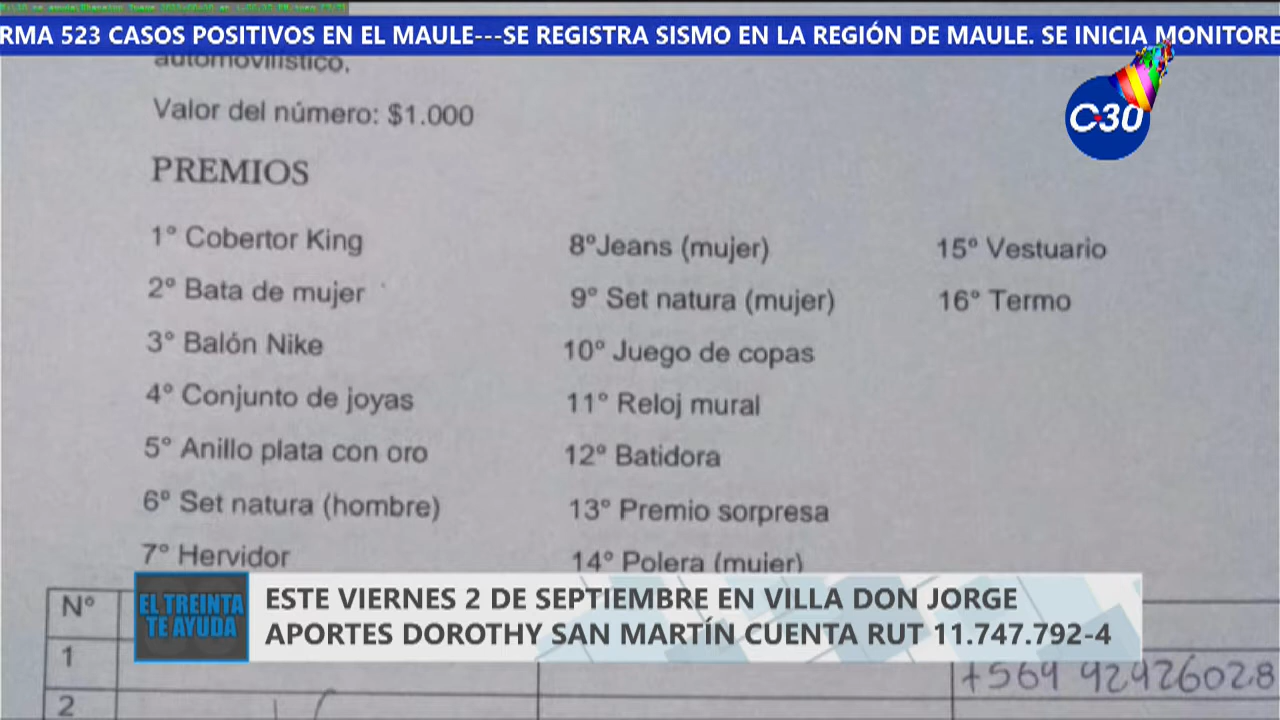 RMA 523 CASOS POSITIVOS EN EL MAULE---SE REGISTRA SISMO EN LA REGIÓN DE MAULE. SE INICIA MONITORE
automovilístico.
C30
Valor del número: $1.000
PREMIOS
1° Cobertor King
2° Bata de mujer
3° Balón Nike
4° Conjunto de joyas
5° Anillo plata con oro
6º Set natura (hombre)
7° Hervidor
8ºJeans (mujer)
9° Set natura (mujer)
10° Juego de copas
11° Reloj mural
12° Batidora
13° Premio sorpresa
14° Polera (mujer)
15° Vestuario
16° Termo
EL TREINTA
TE AYUDA
ESTE VIERNES 2 DE SEPTIEMBRE EN VILLA DON JORGE
APORTES DOROTHY SAN MARTÍN CUENTA RUT 11.747.792-4
N°
1
2